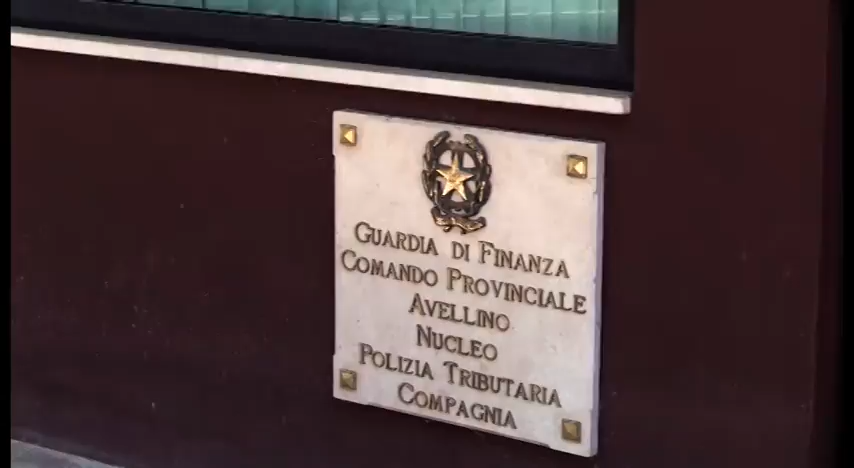 GUARDIA DI FINANZA
COMANDO PROVINCIALE
AVELLINO
NUCLEO
POLIZIA TRIBUTARIA
COMPAGNIA